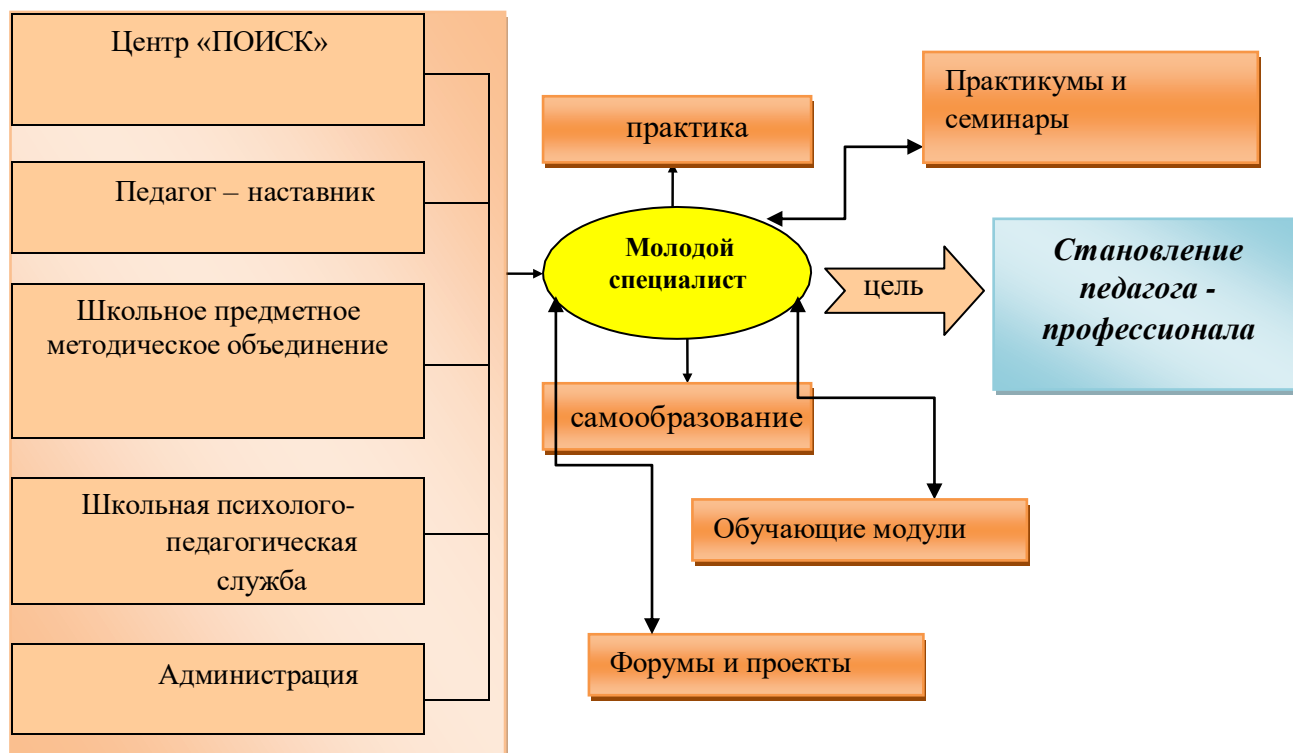 Центр «ПОИСК»
Педагог – наставник
Школьное предметное
методическое объединение
Школьная психолого-
педагогическая
служба
Администрация
практика
Молодой
специалист
самообразование
Практикумы и
семинары
цель
Становление
педагога -
профессионала
Обучающие модули
Форумы и проекты